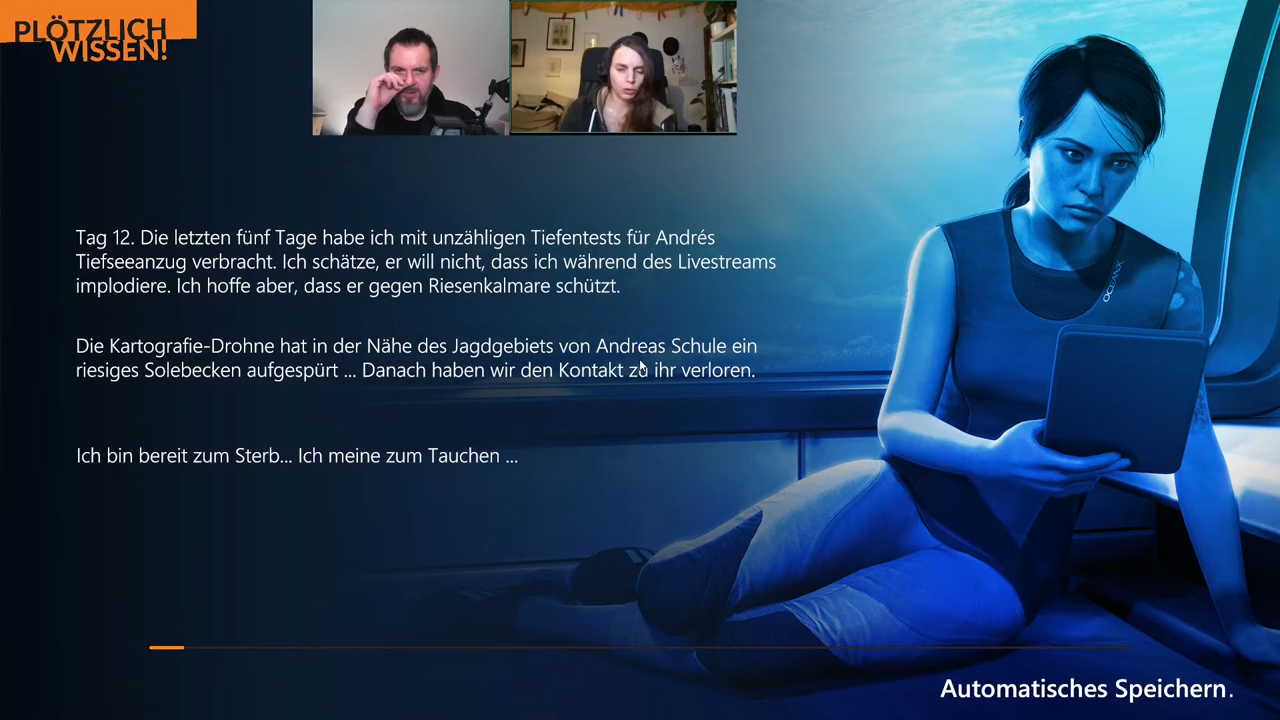 PLÖTZLICH
WISSEN!
Tag 12. Die letzten fünf Tage habe ich mit unzähligen Tiefentests für Andrés
Tiefseeanzug verbracht. Ich schätze, er will nicht, dass ich während des Livestreams
implodiere. Ich hoffe aber, dass er gegen Riesenkalmare schützt.
Die Kartografie-Drohne hat in der Nähe des Jagdgebiets von Andreas Schule ein
riesiges Solebecken aufgespürt ... Danach haben wir den Kontakt zu ihr verloren.
Ich bin bereit zum Sterb... Ich meine zum Tauchen ...
OCEANX
Automatisches Speichern.